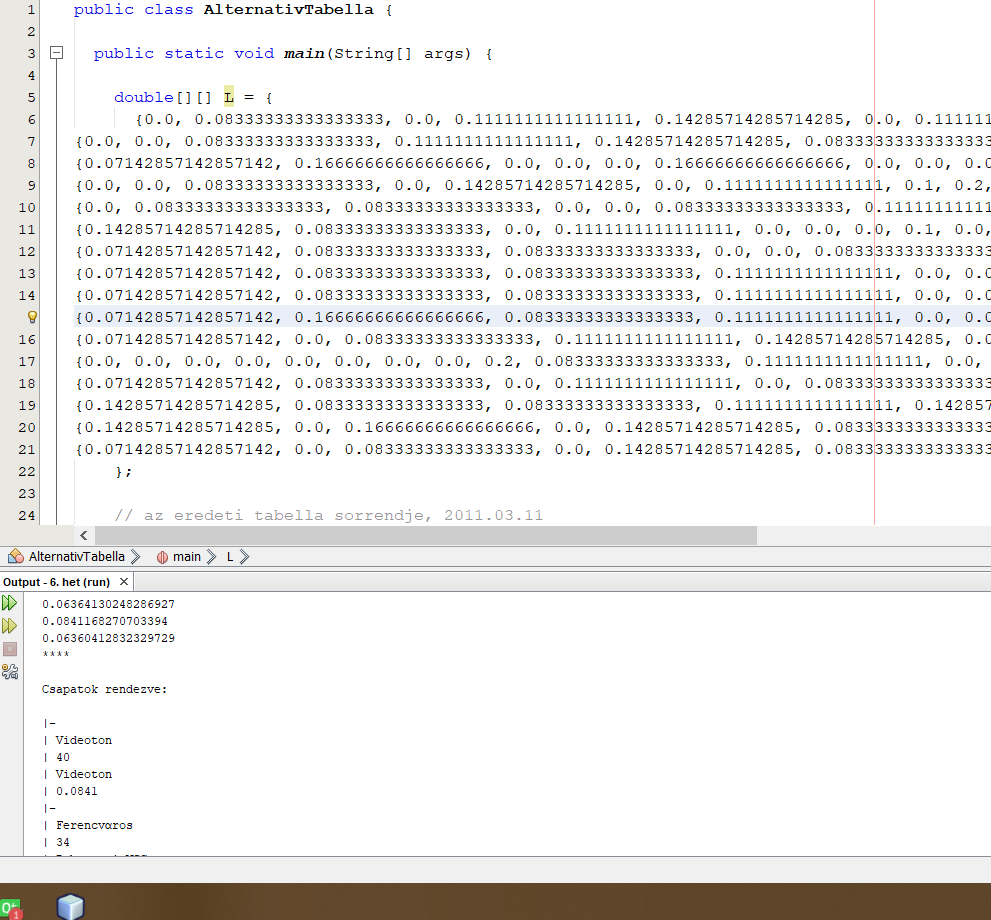 1 public class AlternativTabella {
2
3 public static void main(String[] args) {
4
5 double[][] L = {
6 {0.0, 0.08333333333333333, 0.0, 0.1111111111111111, 0.14285714285714285, 0.0, 0.111111
7 {0.0, 0.0, 0.08333333333333333, 0.1111111111111111, 0.14285714285714285, 0.083333333333333
8 {0.07142857142857142, 0.16666666666666666, 0.0, 0.0, 0.0, 0.16666666666666666, 0.0, 0.0, 0.0
9 {0.0, 0.0, 0.08333333333333333, 0.0, 0.14285714285714285, 0.0, 0.1111111111111111, 0.1, 0.2,
10 {0.0, 0.08333333333333333, 0.08333333333333333, 0.0, 0.0, 0.08333333333333333, 0.11111111111
11 {0.14285714285714285, 0.08333333333333333, 0.0, 0.1111111111111111, 0.0, 0.0, 0.0, 0.1, 0.0,
12 {0.07142857142857142, 0.08333333333333333, 0.08333333333333333, 0.0, 0.0, 0.083333333333333
13 {0.07142857142857142, 0.08333333333333333, 0.08333333333333333, 0.1111111111111111, 0.0, 0.0
14 {0.07142857142857142, 0.08333333333333333, 0.08333333333333333, 0.1111111111111111, 0.0, 0.0
{0.07142857142857142, 0.16666666666666666, 0.08333333333333333, 0.1111111111111111, 0.0, 0.0
16 {0.07142857142857142, 0.0, 0.08333333333333333, 0.1111111111111111, 0.14285714285714285, 0.0
17 {0.0, 0.0, 0.0, 0.0, 0.0, 0.0, 0.0, 0.0, 0.2, 0.08333333333333333, 0.1111111111111111, 0.0,
18 {0.07142857142857142, 0.08333333333333333, 0.0, 0.1111111111111111, 0.0, 0.083333333333333
19 {0.14285714285714285, 0.08333333333333333, 0.08333333333333333, 0.1111111111111111, 0.142857
20 {0.14285714285714285, 0.0, 0.16666666666666666, 0.0, 0.14285714285714285, 0.083333333333333
21 {0.07142857142857142, 0.0, 0.08333333333333333, 0.0, 0.14285714285714285, 0.083333333333333
22 };
23
24 // az eredeti tabella sorrendje, 2011.03.11
AlternativTabella main L
Output - 6. het (run) ×
0.06364130248286927
0.0841168270703394
0.06360412832329729
****
Csapatok rendezve:
|-
| Videoton
| 40
| Videoton
| 0.0841
|-
| Ferencvαros
| 34
1